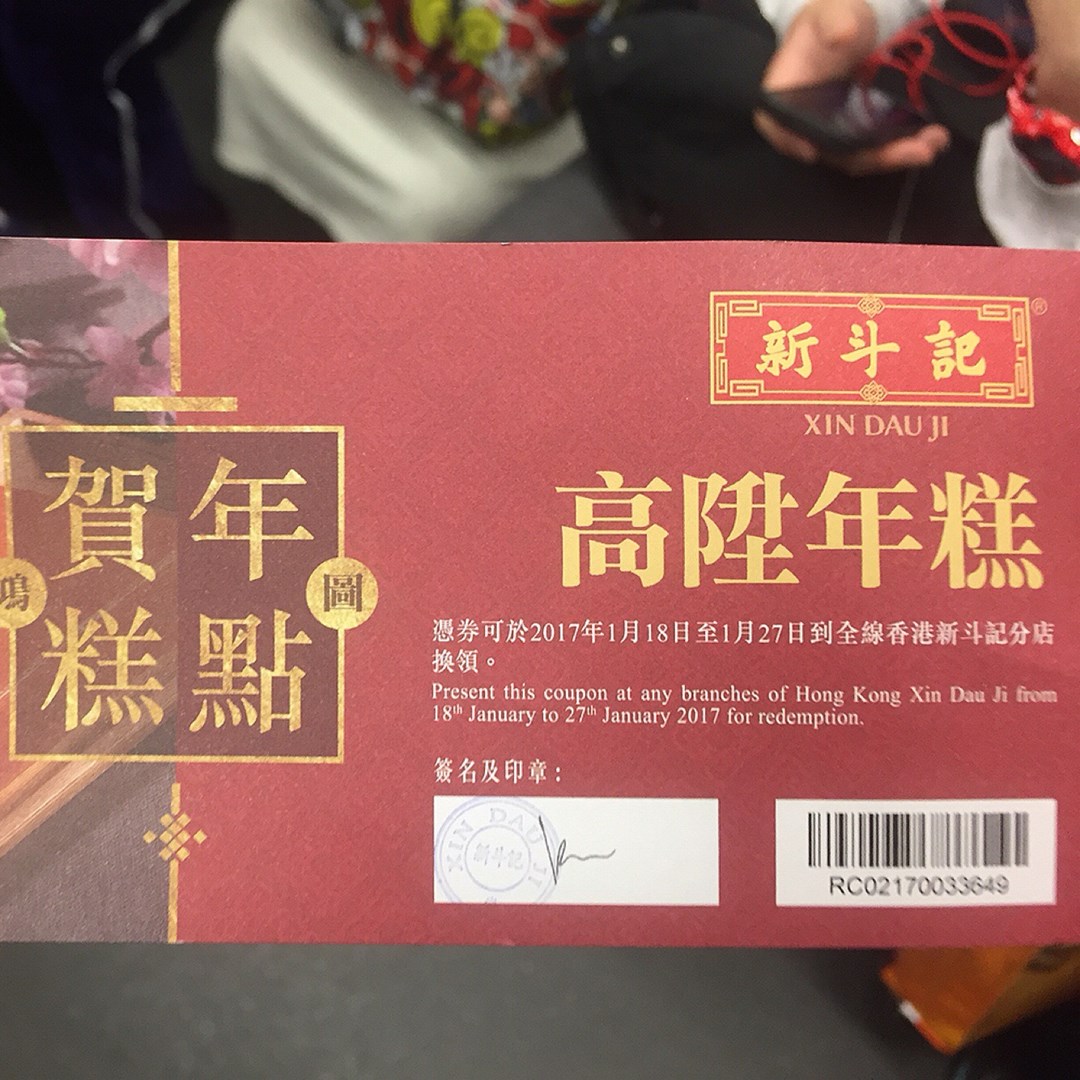 新斗記®
XIN DAU JI
高陞年糕
憑券可於2017年1月18日至1月27日到全線香港新斗記分店
換領。
Present this coupon at any branches of Hong Kong Xin Dau Ji from
18th January to 27th January 2017 for redemption.
簽名及印章：
XIN DAU JI
新斗記
RC02170033649
賀年
鴻圖
糕點